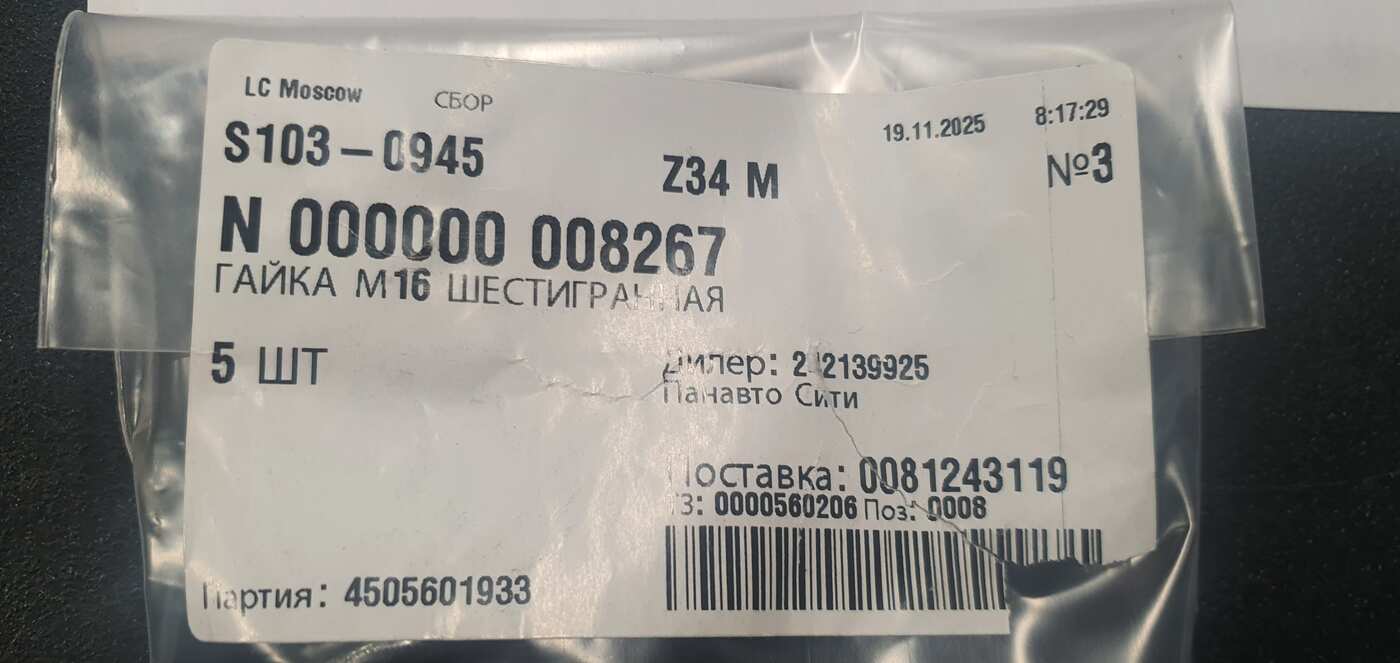 LC Moscow СБОР
19.11.2025 8:17:29
S103-0945 Z34 M №3
N 000000 008267
ГАЙКА М16 ШЕСТИГРАННАЯ
5 ШТ
Дилер:
Панавто Сити
Поставка: 0081243119
ТЗ: 0000560206 Поз: 0008
Партия: 4505601933